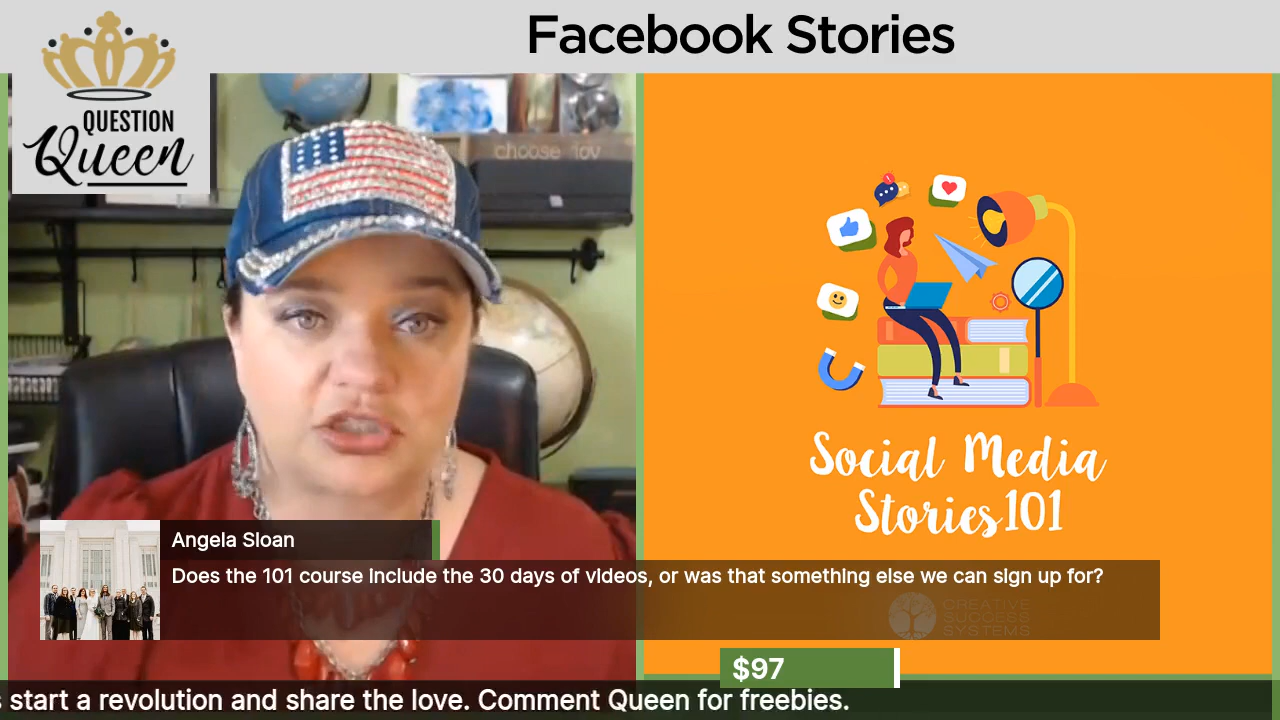 Facebook Stories
QUESTION
Queen
choose
Social Media
Stories101
Angela Sloan
Does the 101 course include the 30 days of videos, or was that something else we can sign up for?
CREATIVE
SUCCESS
SYSTEMS
$97
start a revolution and share the love. Comment Queen for freebies.